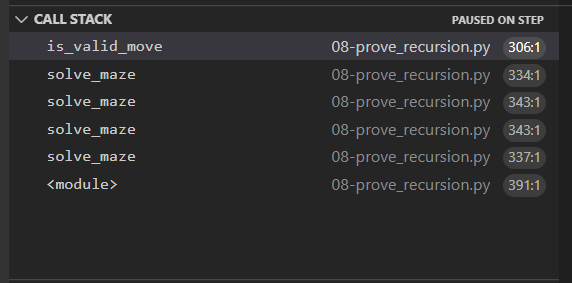 CALL STACK PAUSED ON STEP
is_valid_move 08-prove_recursion.py 306:1
solve_maze 08-prove_recursion.py 334:1
solve_maze 08-prove_recursion.py 343:1
solve_maze 08-prove_recursion.py 343:1
solve_maze 08-prove_recursion.py 337:1
<module> 08-prove_recursion.py 391:1